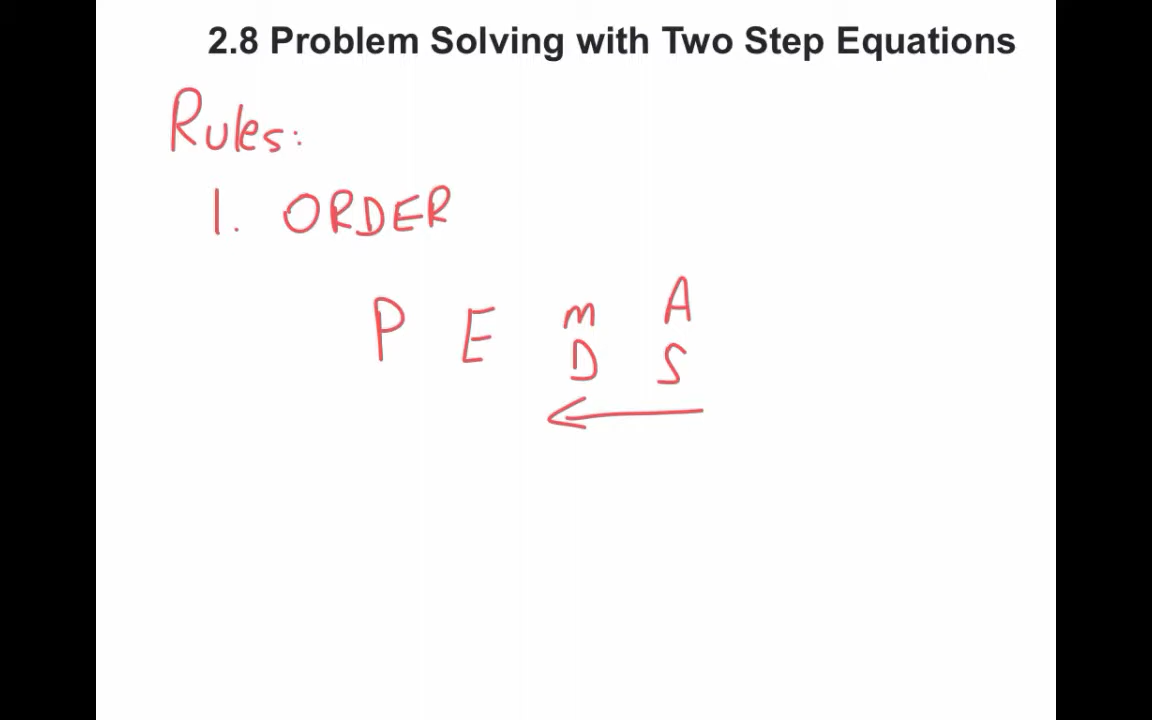 2.8 Problem Solving with Two Step Equations
Rules:
1. ORDER
P E M A
D S